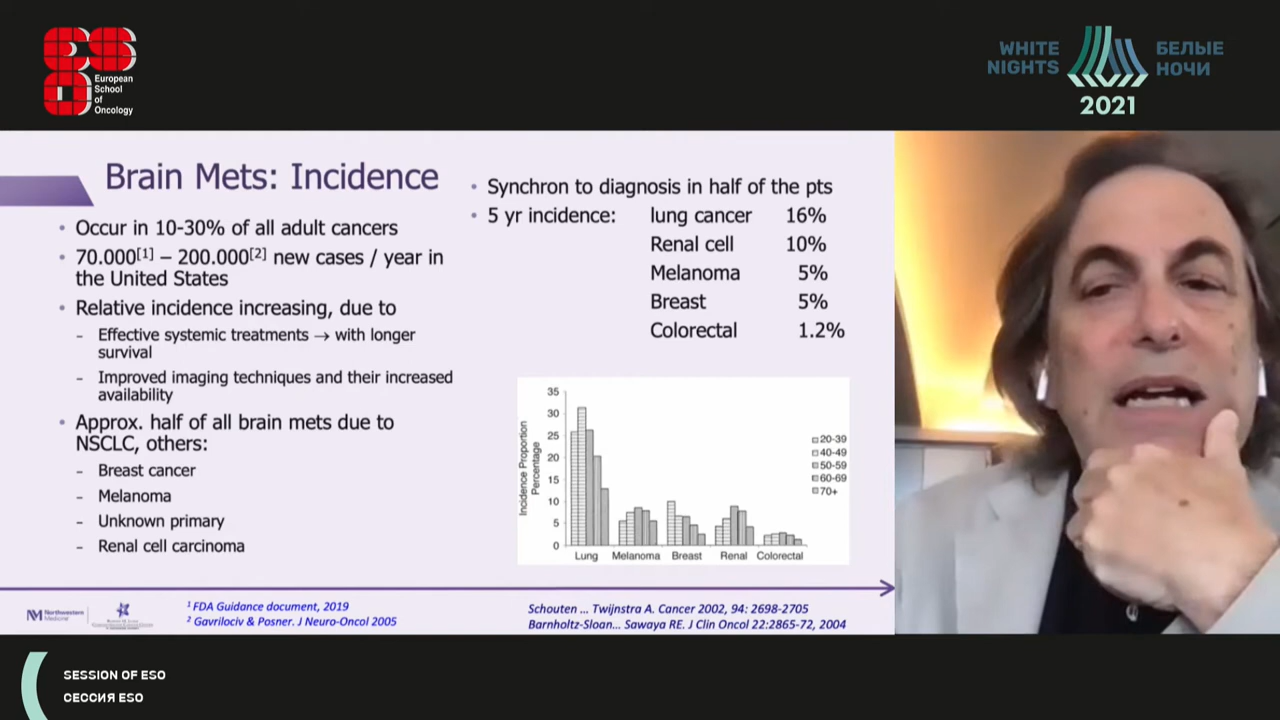 European
School
of
Oncology
WHITE
NIGHTS
БЕЛЫЕ
НОЧИ
2021
Brain Mets: Incidence
• Occur in 10-30% of all adult cancers
• 70.000[1] – 200.000[2] new cases / year in
the United States
• Relative incidence increasing, due to
- Effective systemic treatments → with longer
survival
- Improved imaging techniques and their increased
availability
• Approx. half of all brain mets due to
NSCLC, others:
- Breast cancer
- Melanoma
- Unknown primary
- Renal cell carcinoma
• Synchron to diagnosis in half of the pts
• 5 yr incidence: lung cancer 16%
Renal cell 10%
Melanoma 5%
Breast 5%
Colorectal 1.2%
Incidence Proportion
Percentage
35
30
25
20
15
10
5
0
Lung Melanoma Breast Renal Colorectal
20-39
40-49
50-59
60-69
70+
NM Northwestern
Medicine
1 FDA Guidance document, 2019
2 Gavrilociv & Posner. J Neuro-Oncol 2005
Schouten ... Twijnstra A. Cancer 2002, 94: 2698-2705
Barnholtz-Sloan... Sawaya RE. J Clin Oncol 22:2865-72, 2004
SESSION OF ESO
СЕССИЯ ESO